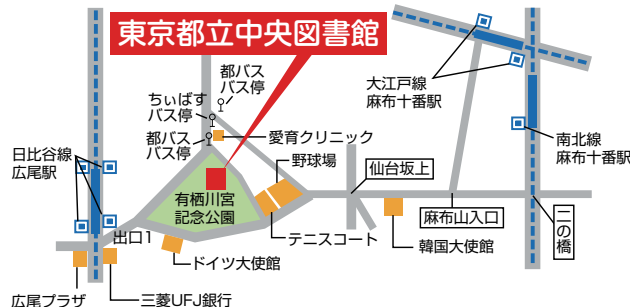 東京都立中央図書館
大江戸線
麻布十番駅
都バス
バス停
ちぃばす
バス停
都バス
バス停
愛育クリニック
南北線
麻布十番駅
日比谷線
広尾駅
野球場
仙台坂上
有栖川宮
記念公園
麻布山入口
二の橋
出口1
テニスコート
韓国大使館
ドイツ大使館
広尾プラザ
三菱UFJ銀行